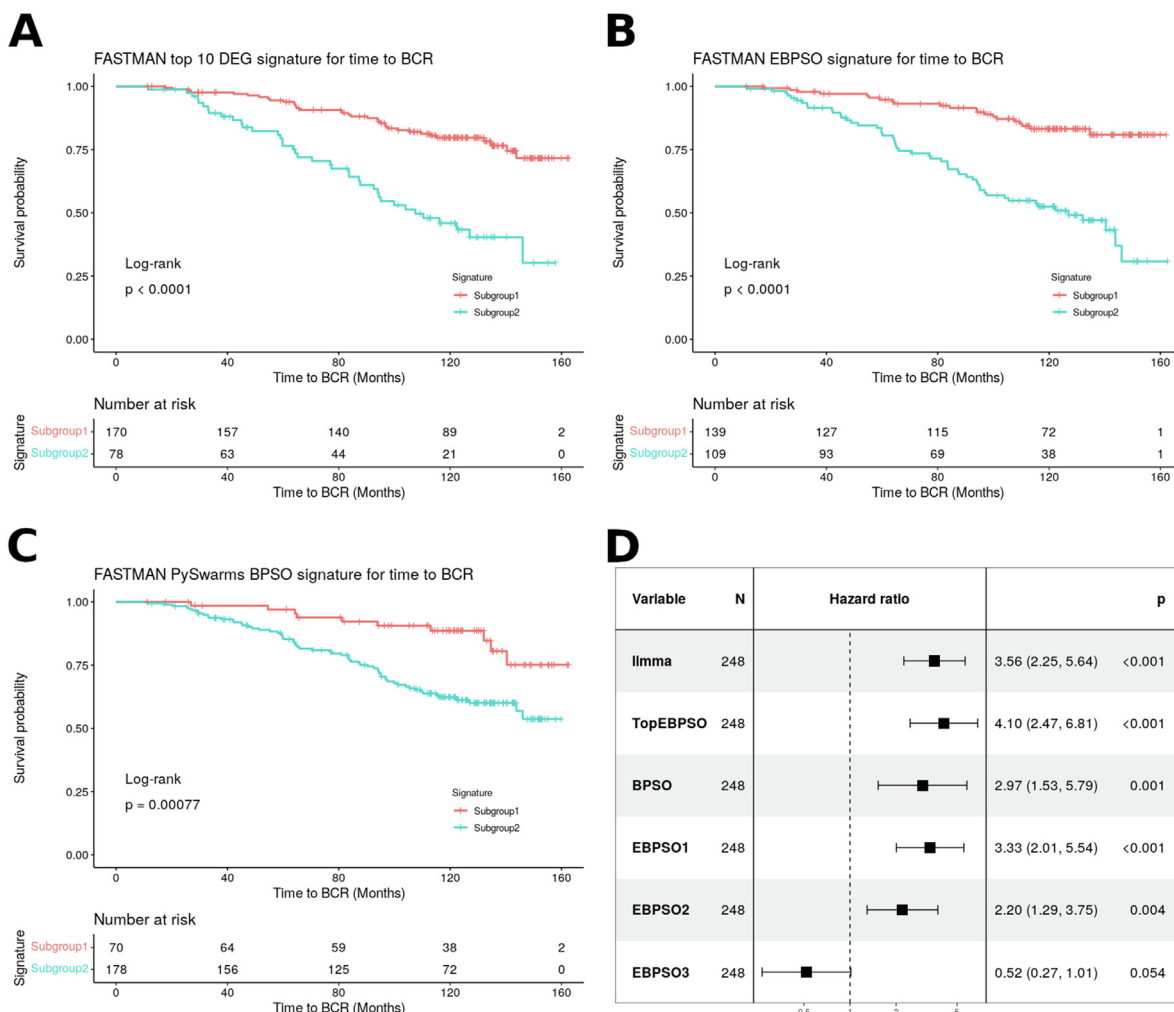 A
FASTMAN top 10 DEG signature for time to BCR
Survival probability
1.00
0.75
0.50
0.25
0.00
Log-rank
p < 0.0001
Signature
Subgroup1
Subgroup2
0 40 80 120 160
Time to BCR (Months)
Number at risk
Signature
Subgroup1 170 157 140 89 2
Subgroup2 78 63 44 21 0
0 40 80 120 160
Time to BCR (Months)
B
FASTMAN EBPSO signature for time to BCR
Survival probability
1.00
0.75
0.50
0.25
0.00
Log-rank
p < 0.0001
Signature
Subgroup1
Subgroup2
0 40 80 120 160
Time to BCR (Months)
Number at risk
Signature
Subgroup1 139 127 115 72 1
Subgroup2 109 93 69 38 1
0 40 80 120 160
Time to BCR (Months)
C
FASTMAN PySwarms BPSO signature for time to BCR
Survival probability
1.00
0.75
0.50
0.25
0.00
Log-rank
p = 0.00077
Signature
Subgroup1
Subgroup2
0 40 80 120 160
Time to BCR (Months)
Number at risk
Signature
Subgroup1 70 64 59 38 2
Subgroup2 178 156 125 72 0
0 40 80 120 160
Time to BCR (Months)
D
Variable N Hazard ratio p
limma 248 3.56 (2.25, 5.64) <0.001
TopEBPSO 248 4.10 (2.47, 6.81) <0.001
BPSO 248 2.97 (1.53, 5.79) 0.001
EBPSO1 248 3.33 (2.01, 5.54) <0.001
EBPSO2 248 2.20 (1.29, 3.75) 0.004
EBPSO3 248 0.52 (0.27, 1.01) 0.054